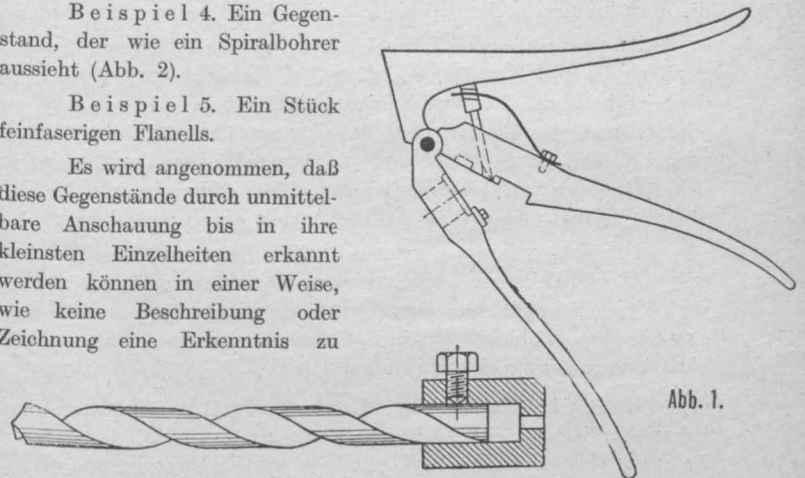 Beispiel 4. Ein Gegen-
stand, der wie ein Spiralbohrer
aussieht (Abb. 2).
Beispiel 5. Ein Stück
feinfaserigen Flanells.
Es wird angenommen, daß
diese Gegenstände durch unmittel-
bare Anschauung bis in ihre
kleinsten Einzelheiten erkannt
werden können in einer Weise,
wie keine Beschreibung oder
Zeichnung eine Erkenntnis zu
Abb. 1.